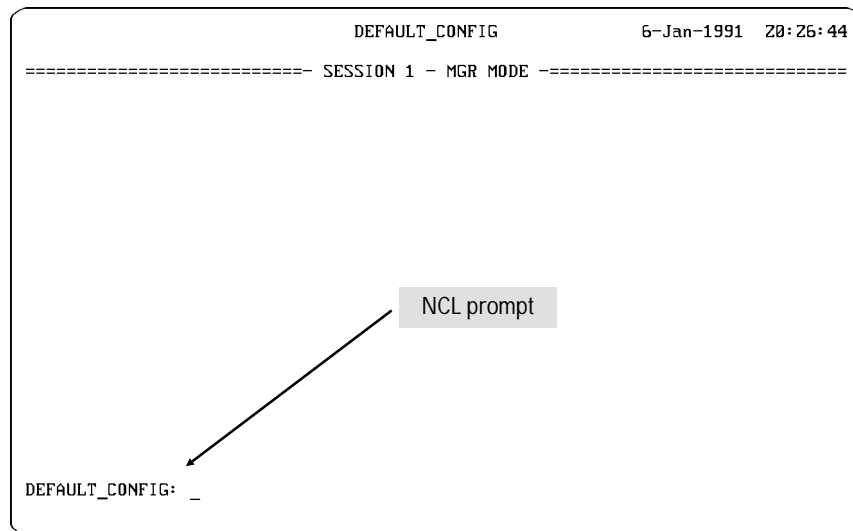 DEFAULT_CONFIG 6-Jan-1991 20:26:44
===========================- SESSION 1 - MGR MODE -=============================
NCL prompt
DEFAULT_CONFIG: _